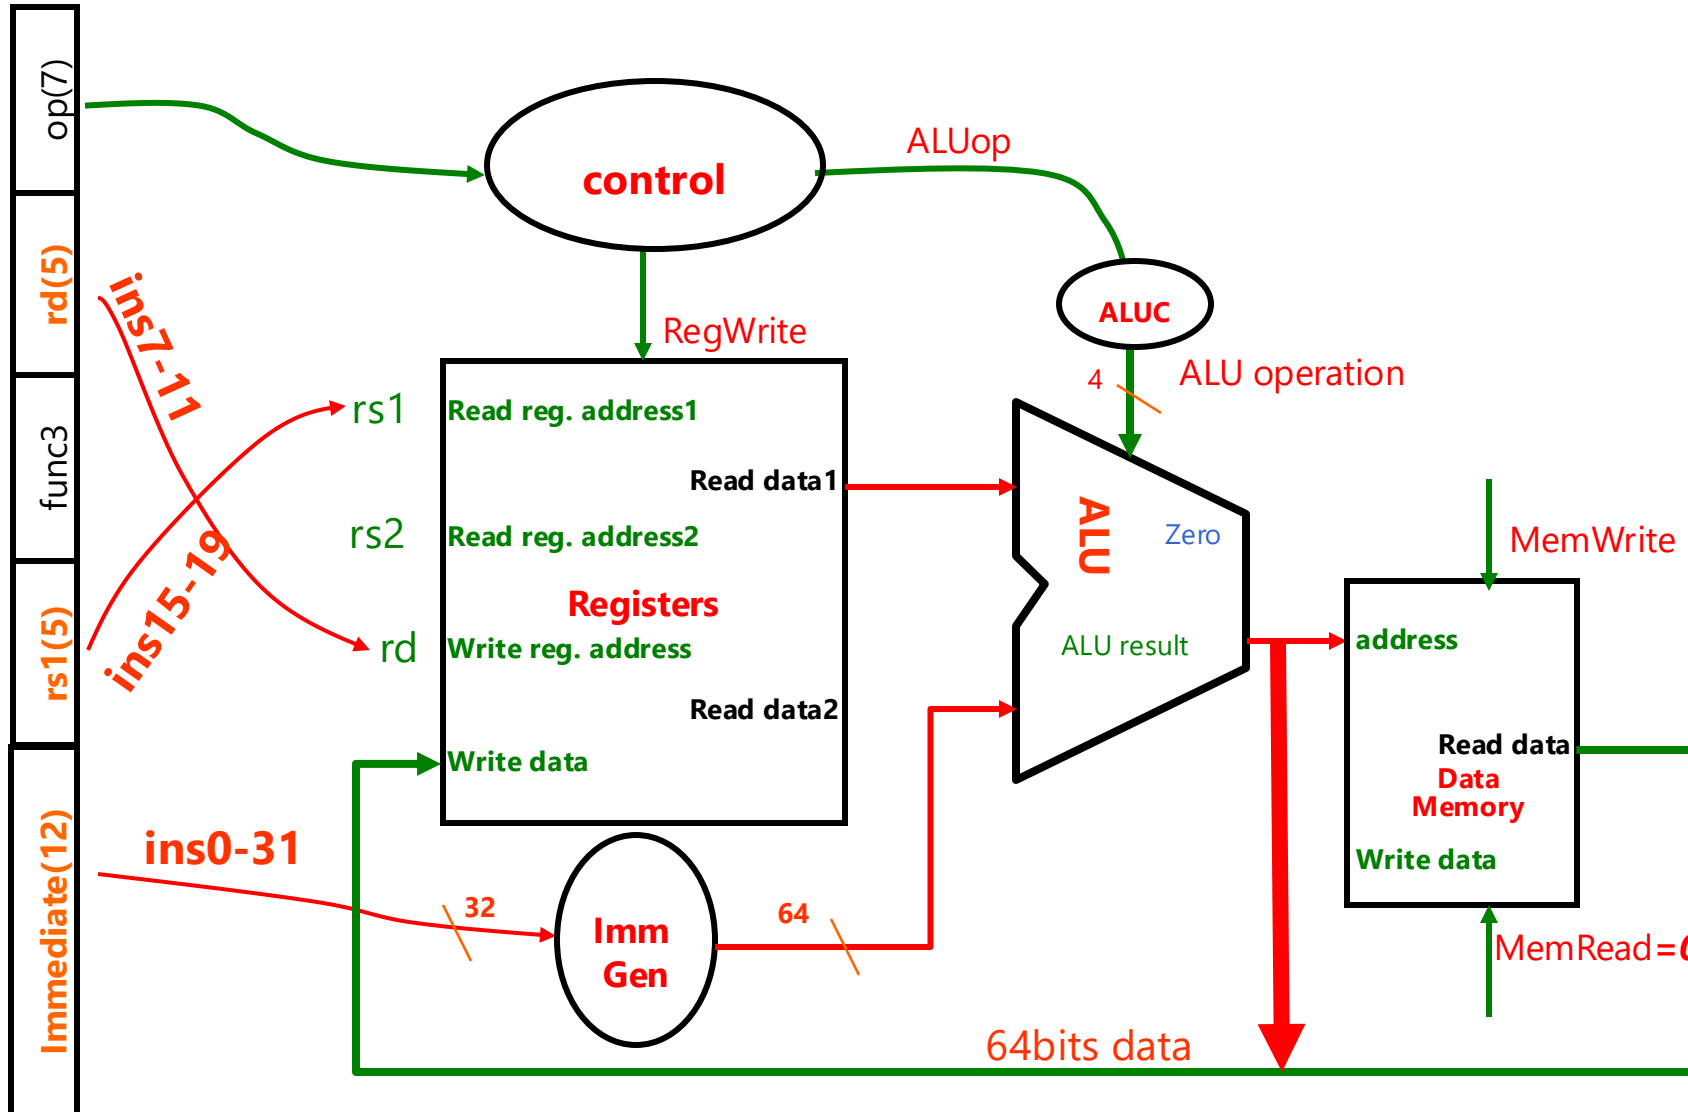 op(7)
rd(5)
func3
rs1(5)
Immediate(12)
ins7-11
ins15-19
ins0-31
control
ALUop
RegWrite
ALUC
4
ALU operation
rs1
Read reg. address1
Read data1
rs2
Read reg. address2
Registers
rd
Write reg. address
Read data2
Write data
ALU
Zero
ALU result
MemWrite
address
Read data
Data
Memory
Write data
MemRead=
32
Imm
Gen
64
64bits data